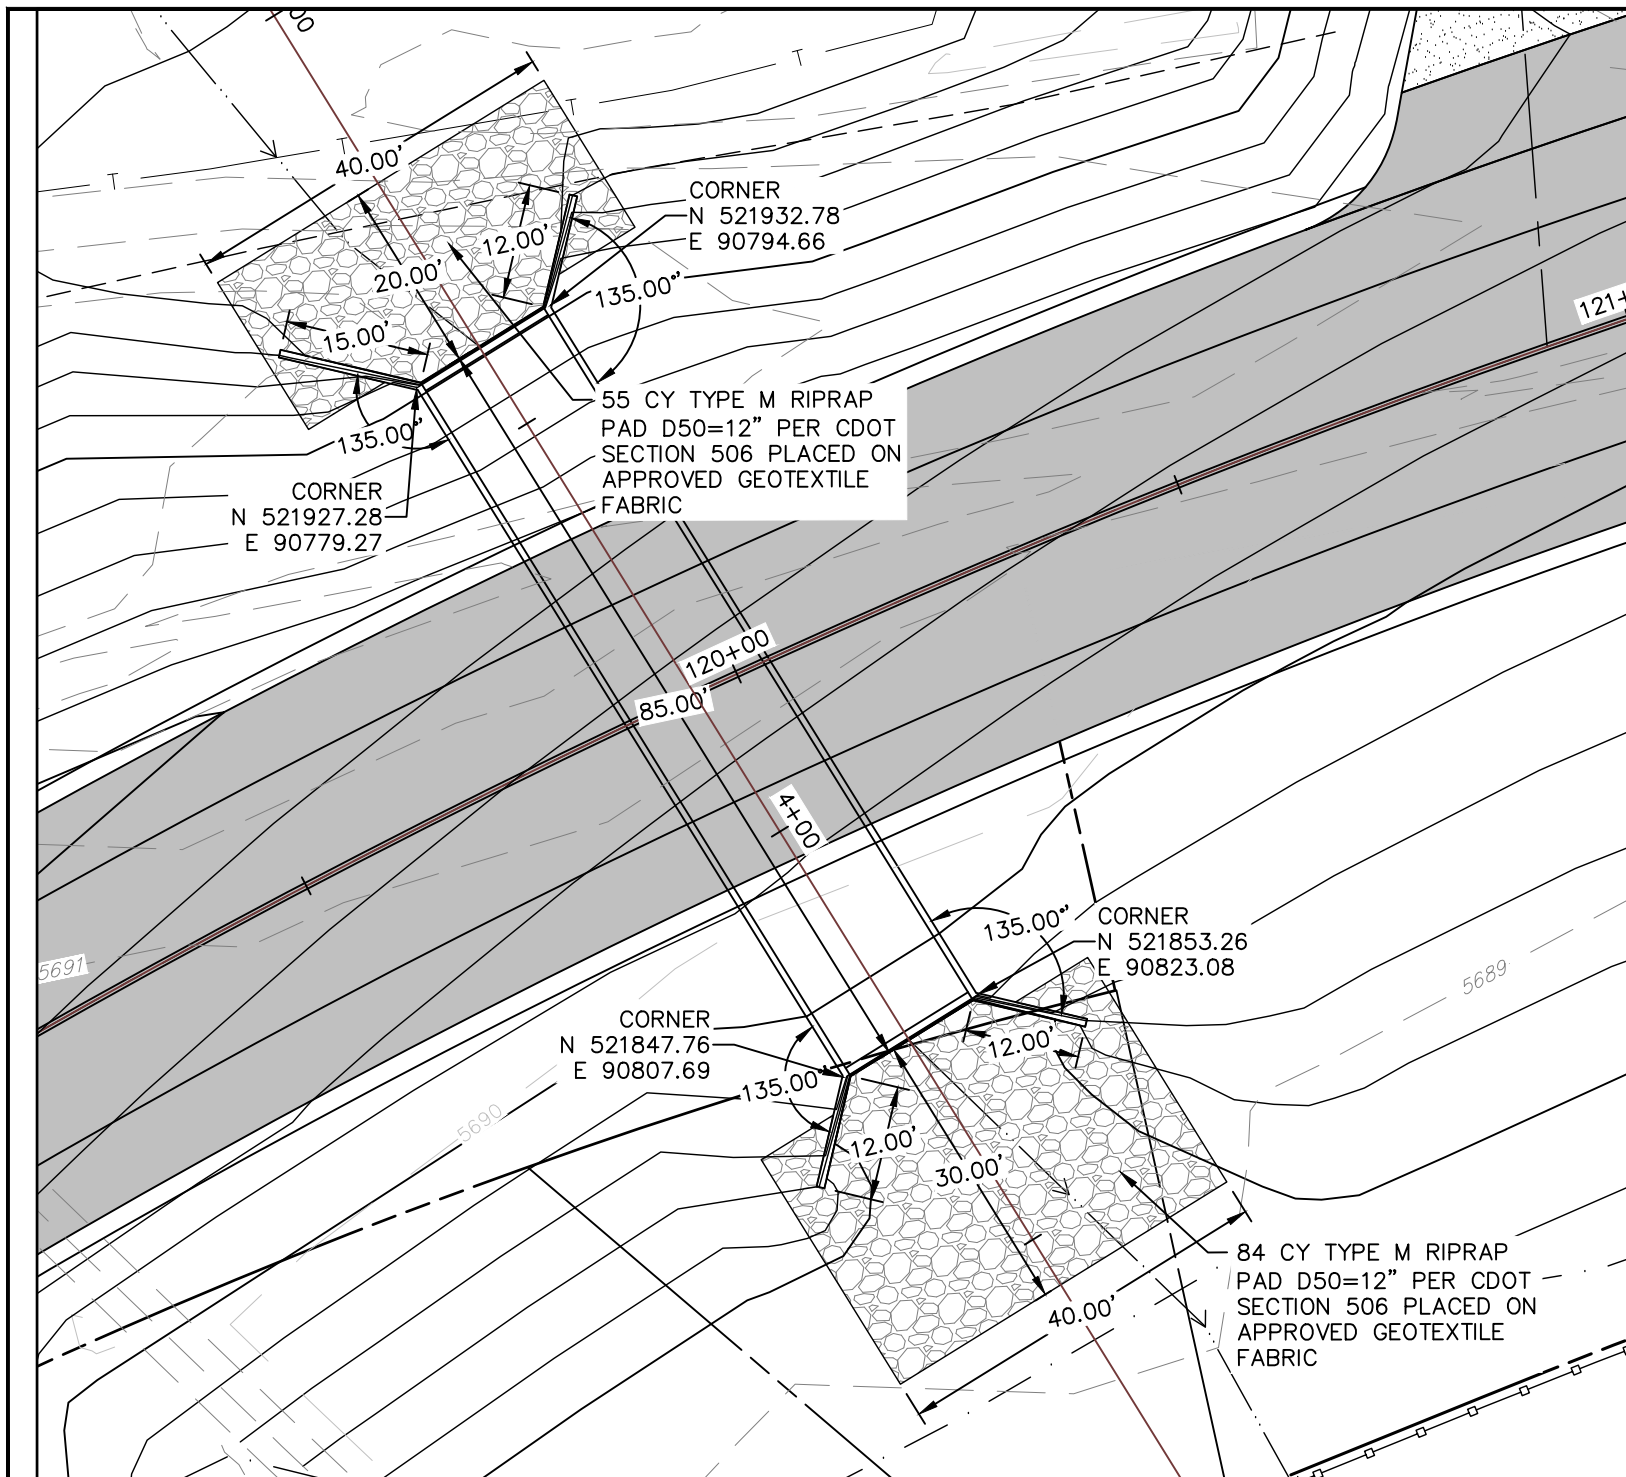 00
T
T
T
T
40.00'
CORNER
N 521932.78
E 90794.66
12.00'
20.00'
135.00°'
15.00'
121+
55 CY TYPE M RIPRAP
PAD D50=12" PER CDOT
SECTION 506 PLACED ON
APPROVED GEOTEXTILE
FABRIC
135.00°'
CORNER
N 521927.28
E 90779.27
120+00
85.00'
4+00
135.00°'
CORNER
N 521853.26
E 90823.08
5691
5689
CORNER
N 521847.76
E 90807.69
12.00'
135.00°'
5690
12.00'
30.00'
84 CY TYPE M RIPRAP
PAD D50=12" PER CDOT
SECTION 506 PLACED ON
APPROVED GEOTEXTILE
FABRIC
40.00'